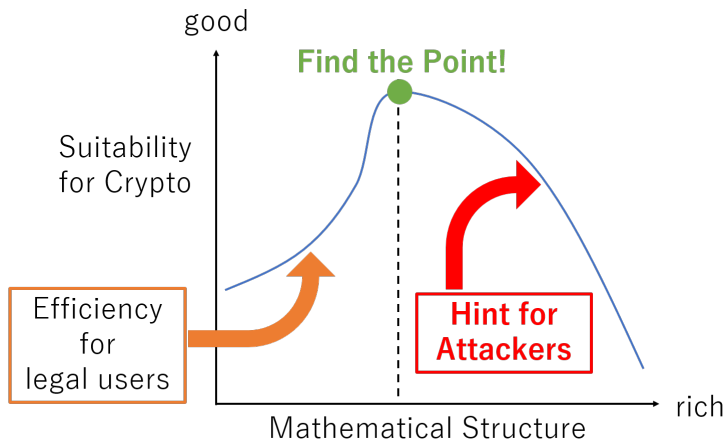 good
Find the Point!
Suitability
for Crypto
Efficiency
for
legal users
Hint for
Attackers
rich
Mathematical Structure